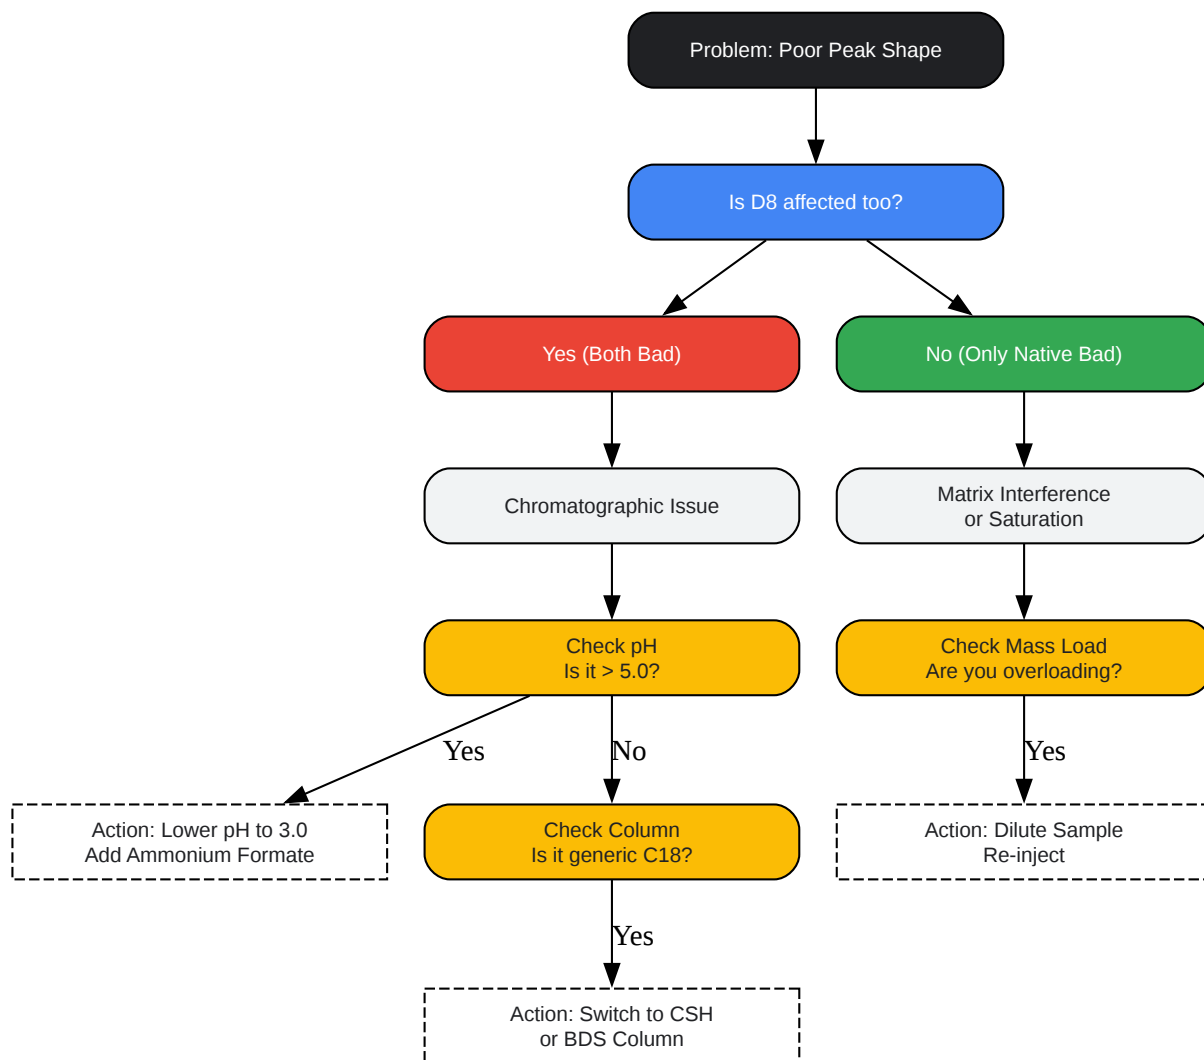 Problem: Poor Peak Shape
Is D8 affected too?
Yes (Both Bad)
No (Only Native Bad)
Chromatographic Issue
Matrix Interference
or Saturation
Check pH
Is it > 5.0?
Check Mass Load
Are you overloading?
Yes
No
Yes
Action: Lower pH to 3.0
Add Ammonium Formate
Check Column
Is it generic C18?
Action: Dilute Sample
Re-inject
Yes
Action: Switch to CSH
or BDS Column